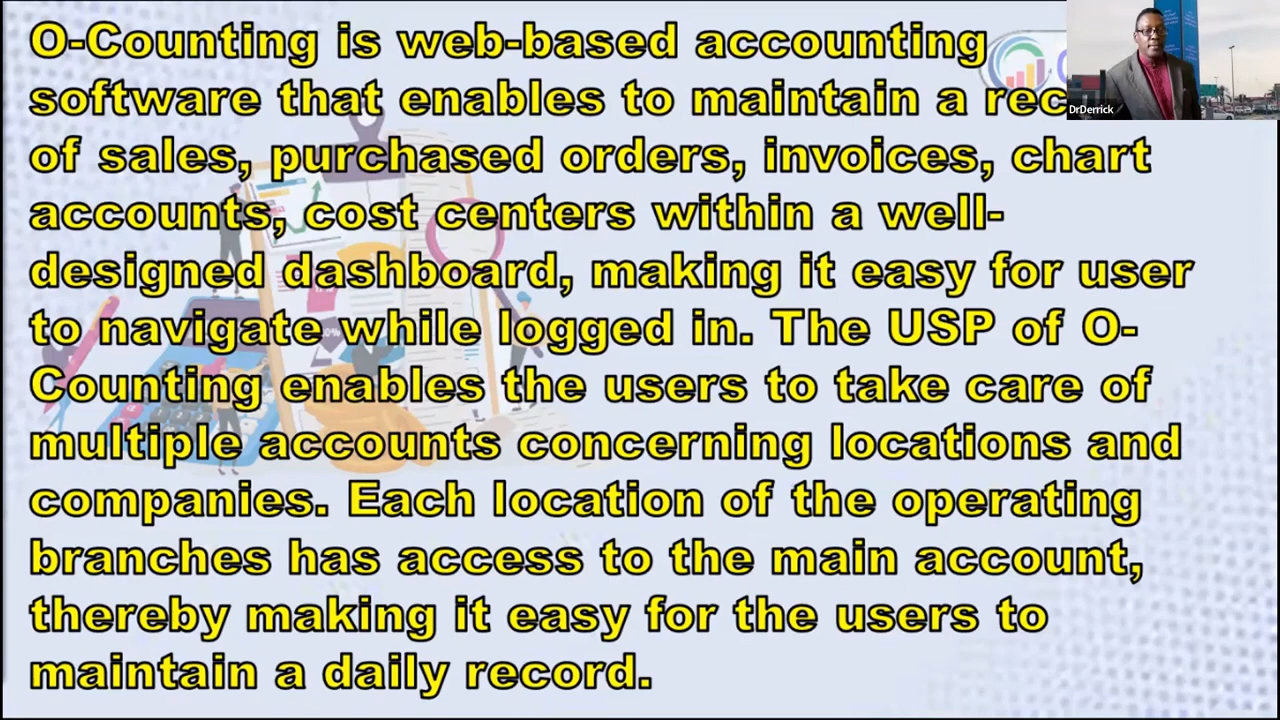 O-Counting is web-based accounting
software that enables to maintain a rec
of sales, purchased orders, invoices, chart
accounts, cost centers within a well-
designed dashboard, making it easy for user
to navigate while logged in. The USP of O-
Counting enables the users to take care of
multiple accounts concerning locations and
companies. Each location of the operating
branches has access to the main account,
thereby making it easy for the users to
maintain a daily record.
DrDerrick